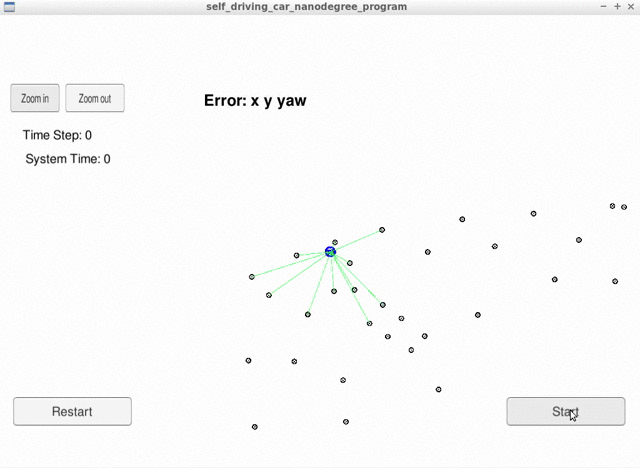 self_driving_car_nanodegree_program
Zoom in
Zoom out
Error: x y yaw
Time Step: 0
System Time: 0
Restart
Start